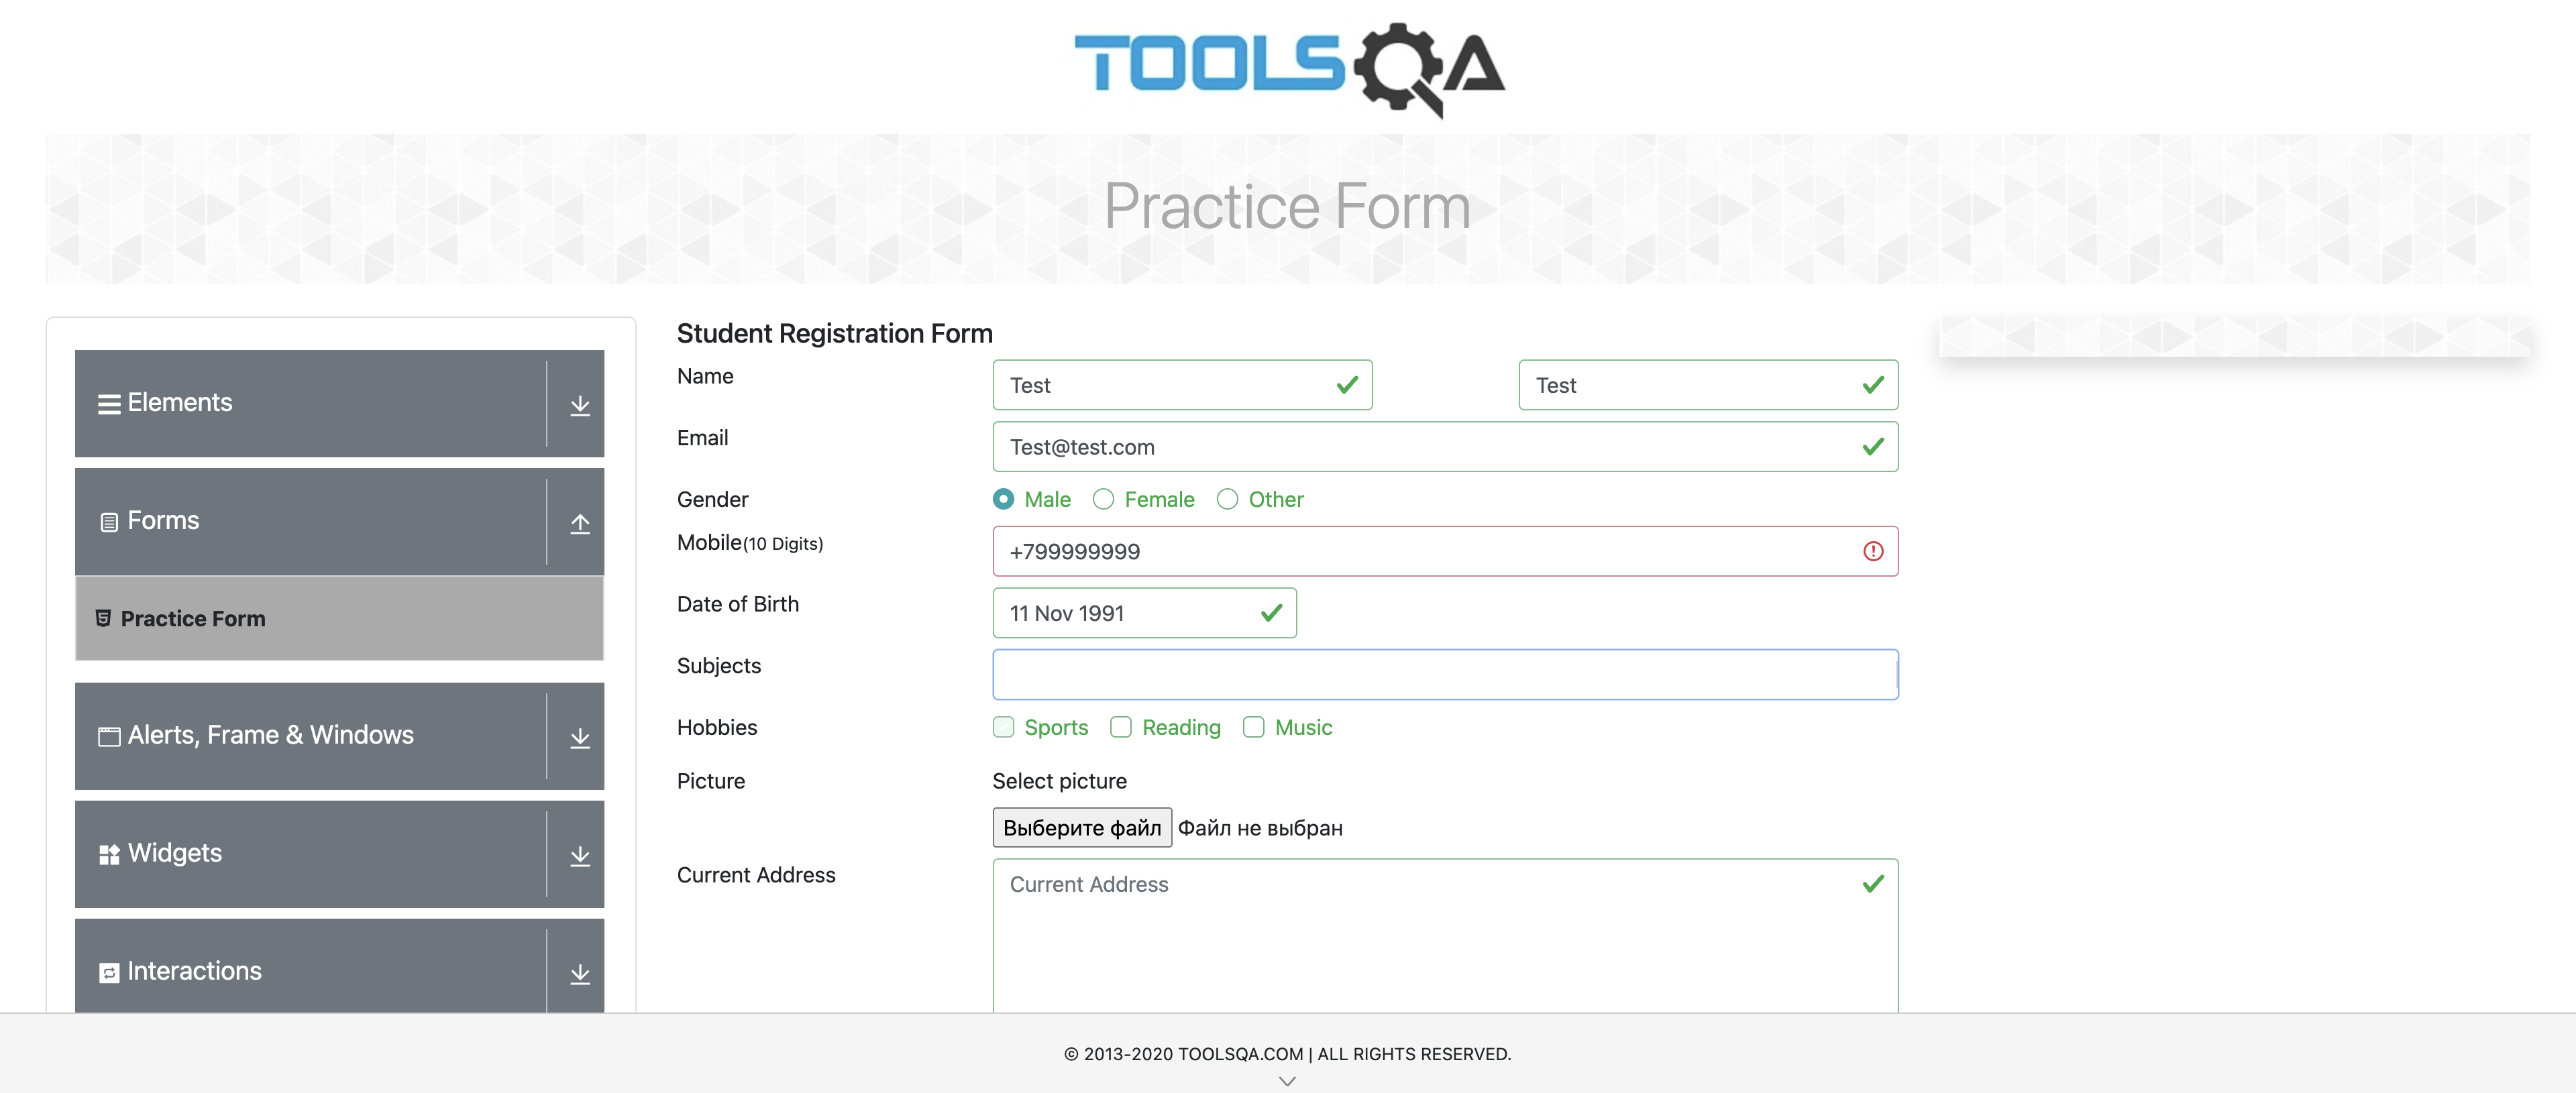 TOOLSQA
Practice Form
Elements
Forms
Practice Form
Alerts, Frame & Windows
Widgets
Interactions
Student Registration Form
Name
Test
Test
Email
Test@test.com
Gender
Male Female Other
Mobile(10 Digits)
+799999999
Date of Birth
11 Nov 1991
Subjects
Hobbies
Sports Reading Music
Picture
Select picture
Выберите файл Файл не выбран
Current Address
Current Address
© 2013-2020 TOOLSQA.COM | ALL RIGHTS RESERVED.